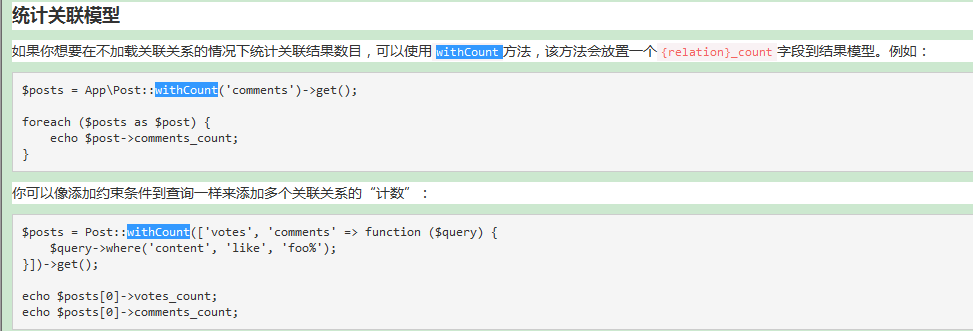 统计关联模型
如果你想要在不加载关联关系的情况下统计关联结果数目，可以使用 withCount 方法，该方法会放置一个 {relation}_count 字段到结果模型。例如：
$posts = App\Post::withCount('comments')->get();
foreach ($posts as $post) {
    echo $post->comments_count;
}
你可以像添加约束条件到查询一样来添加多个关联关系的“计数”：
$posts = Post::withCount(['votes', 'comments' => function ($query) {
    $query->where('content', 'like', 'foo%');
}])->get();
echo $posts[0]->votes_count;
echo $posts[0]->comments_count;